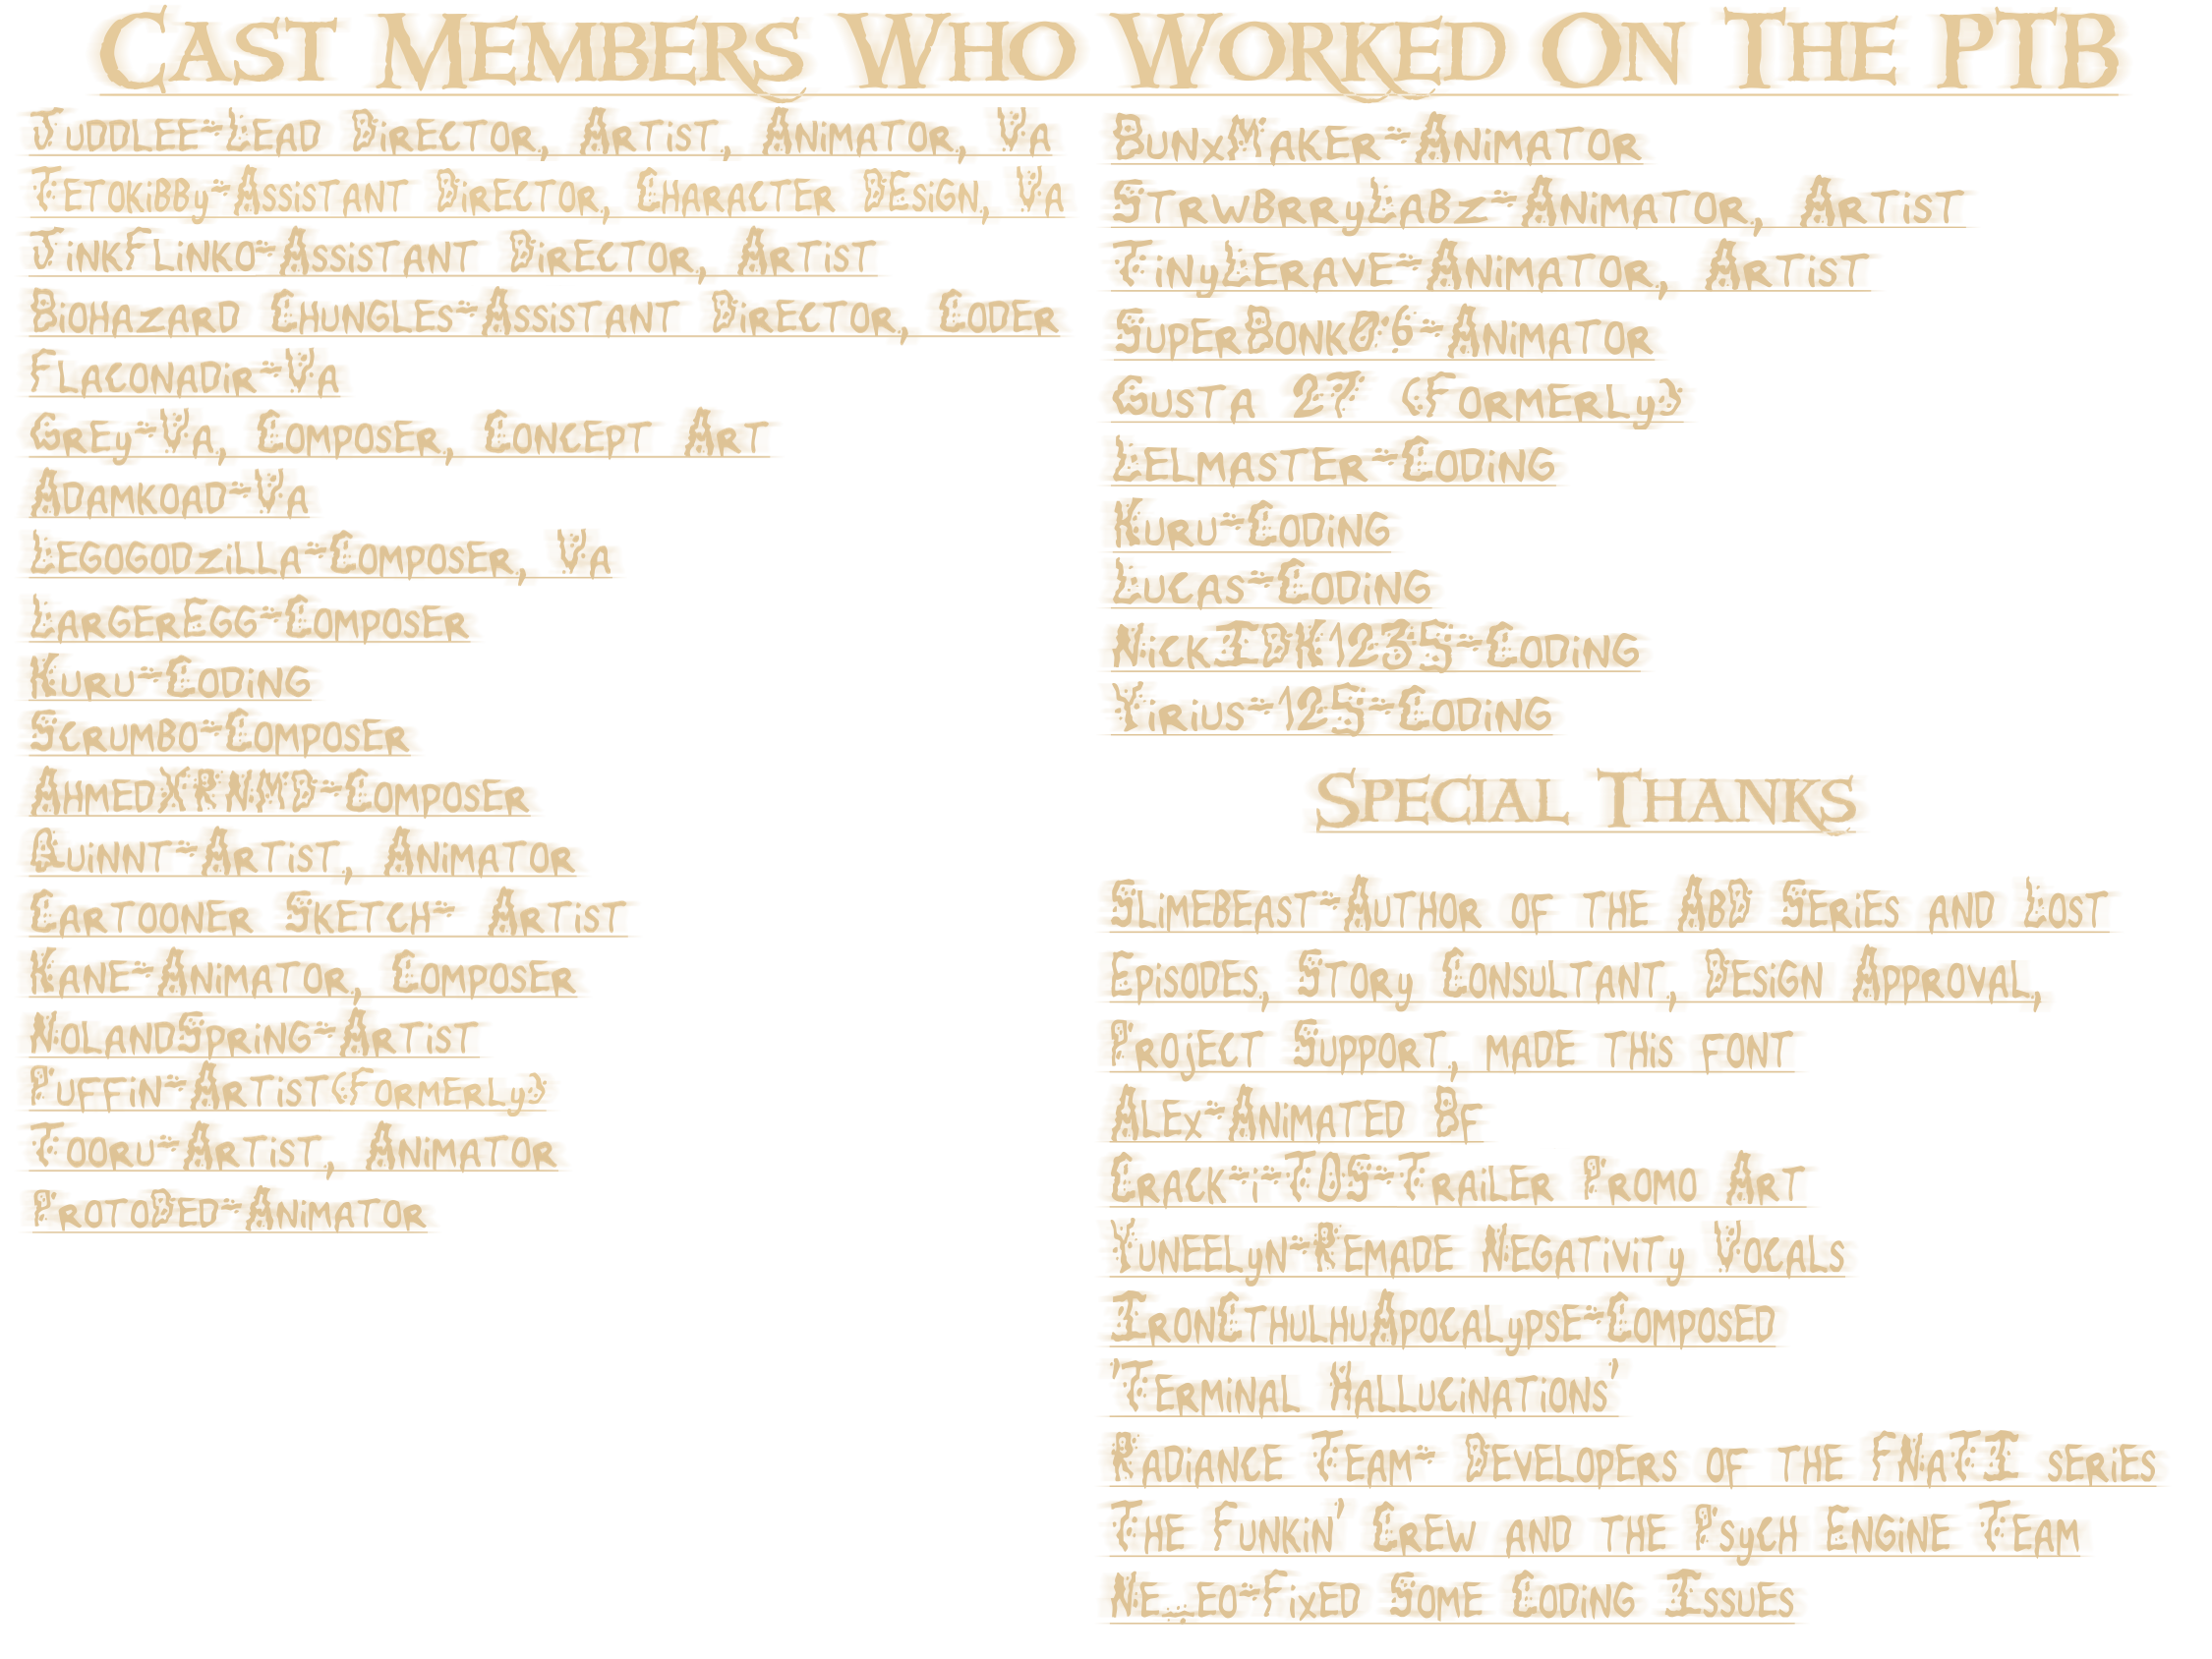 Cast Members Who Worked On The PTB
Juddlee-Lead Director, Artist, Animator, Va
Tetokibby-Assistant Director, Character Design, Va
JinkFlinko-Assistant Director, Artist
Biohazard Chungles-Assistant Director, Coder
Flaconadir-Va
Grey-Va, Composer, Concept Art
Adamkoad-Va
Legogodzilla-Composer, Va
LargerEgg-Composer
Kuru-Coding
Scrumbo-Composer
AhmedXRNMD-Composer
Quinnt-Artist, Animator
Cartooner Sketch- Artist
Kane-Animator, Composer
NolandSpring-Artist
Puffin-Artist(Formerly)
Tooru-Artist, Animator
ProtoDed-Animator
BunxMaker-Animator
StrwBrryLabz-Animator, Artist
TinyLerave-Animator, Artist
SuperBonk06-Animator
Gusta 27 (Formerly)
Lelmaster-Coding
Kuru-Coding
Lucas-Coding
NickIDK1235-Coding
Yirius-125-Coding
Special Thanks
Slimebeast-Author of the AbD Series and Lost
Episodes, Story Consultant, Design Approval,
Project Support, made this font
Alex-Animated Bf
Crack-i-TOS-Trailer Promo Art
Yuneelyn-Remade Negativity Vocals
IronCthulhuApocalypse-Composed
'Terminal Hallucinations'
Radiance Team- Developers of the FNaTI series
The Funkin' Crew and the Psych Engine Team
Ne_eo-Fixed Some Coding Issues